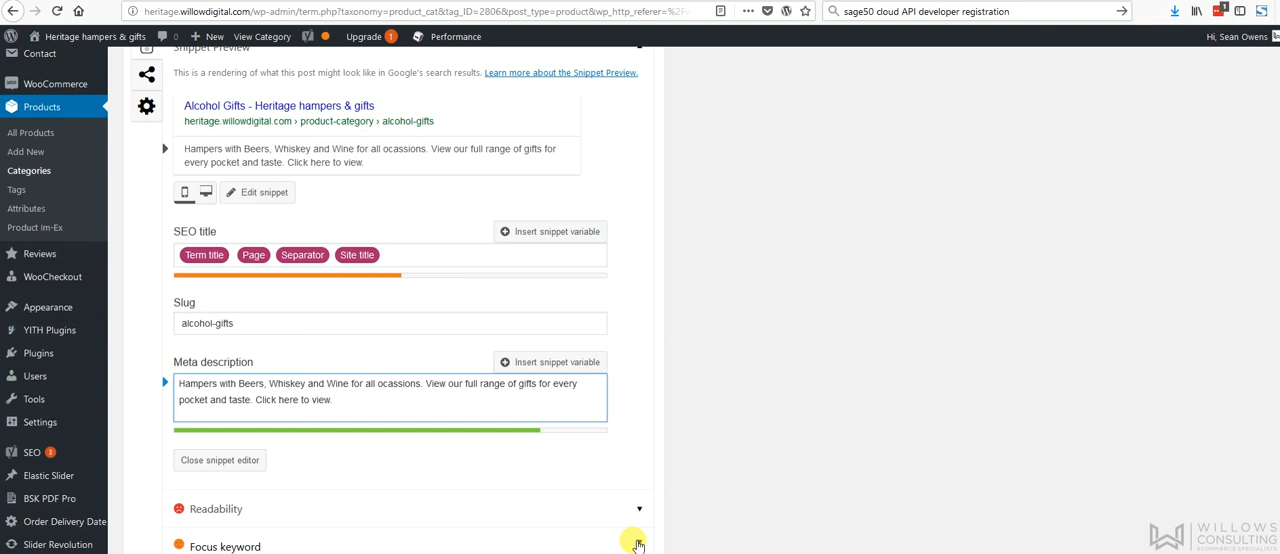 heritage.willowdigital.com/wp-admin/term.php?taxonomy=product_cat&tag_ID=2806&post_type=product&wp_http_referer=%2Fv
sage50 cloud API developer registration
1
Heritage hampers & gifts
0
New
View Category
Upgrade 1
Performance
Hi, Sean Owens
Contact
WooCommerce
Products
All Products
Add New
Categories
Tags
Attributes
Product Im-Ex
Reviews
WooCheckout
Appearance
YITH Plugins
Plugins
Users
Tools
Settings
SEO 3
Elastic Slider
BSK PDF Pro
Order Delivery Date
Slider Revolution
Snippet Preview
This is a rendering of what this post might look like in Google's search results. Learn more about the Snippet Preview.
Alcohol Gifts - Heritage hampers & gifts
heritage.willowdigital.com › product-category › alcohol-gifts
Hampers with Beers, Whiskey and Wine for all ocassions. View our full range of gifts for
every pocket and taste. Click here to view.
Edit snippet
SEO title
Insert snippet variable
Term title Page Separator Site title
Slug
alcohol-gifts
Meta description
Insert snippet variable
Hampers with Beers, Whiskey and Wine for all ocassions. View our full range of gifts for every
pocket and taste. Click here to view.
Close snippet editor
Readability
Focus keyword
WILLOWS
CONSULTING
ECOMMERCE SPECIALISTS